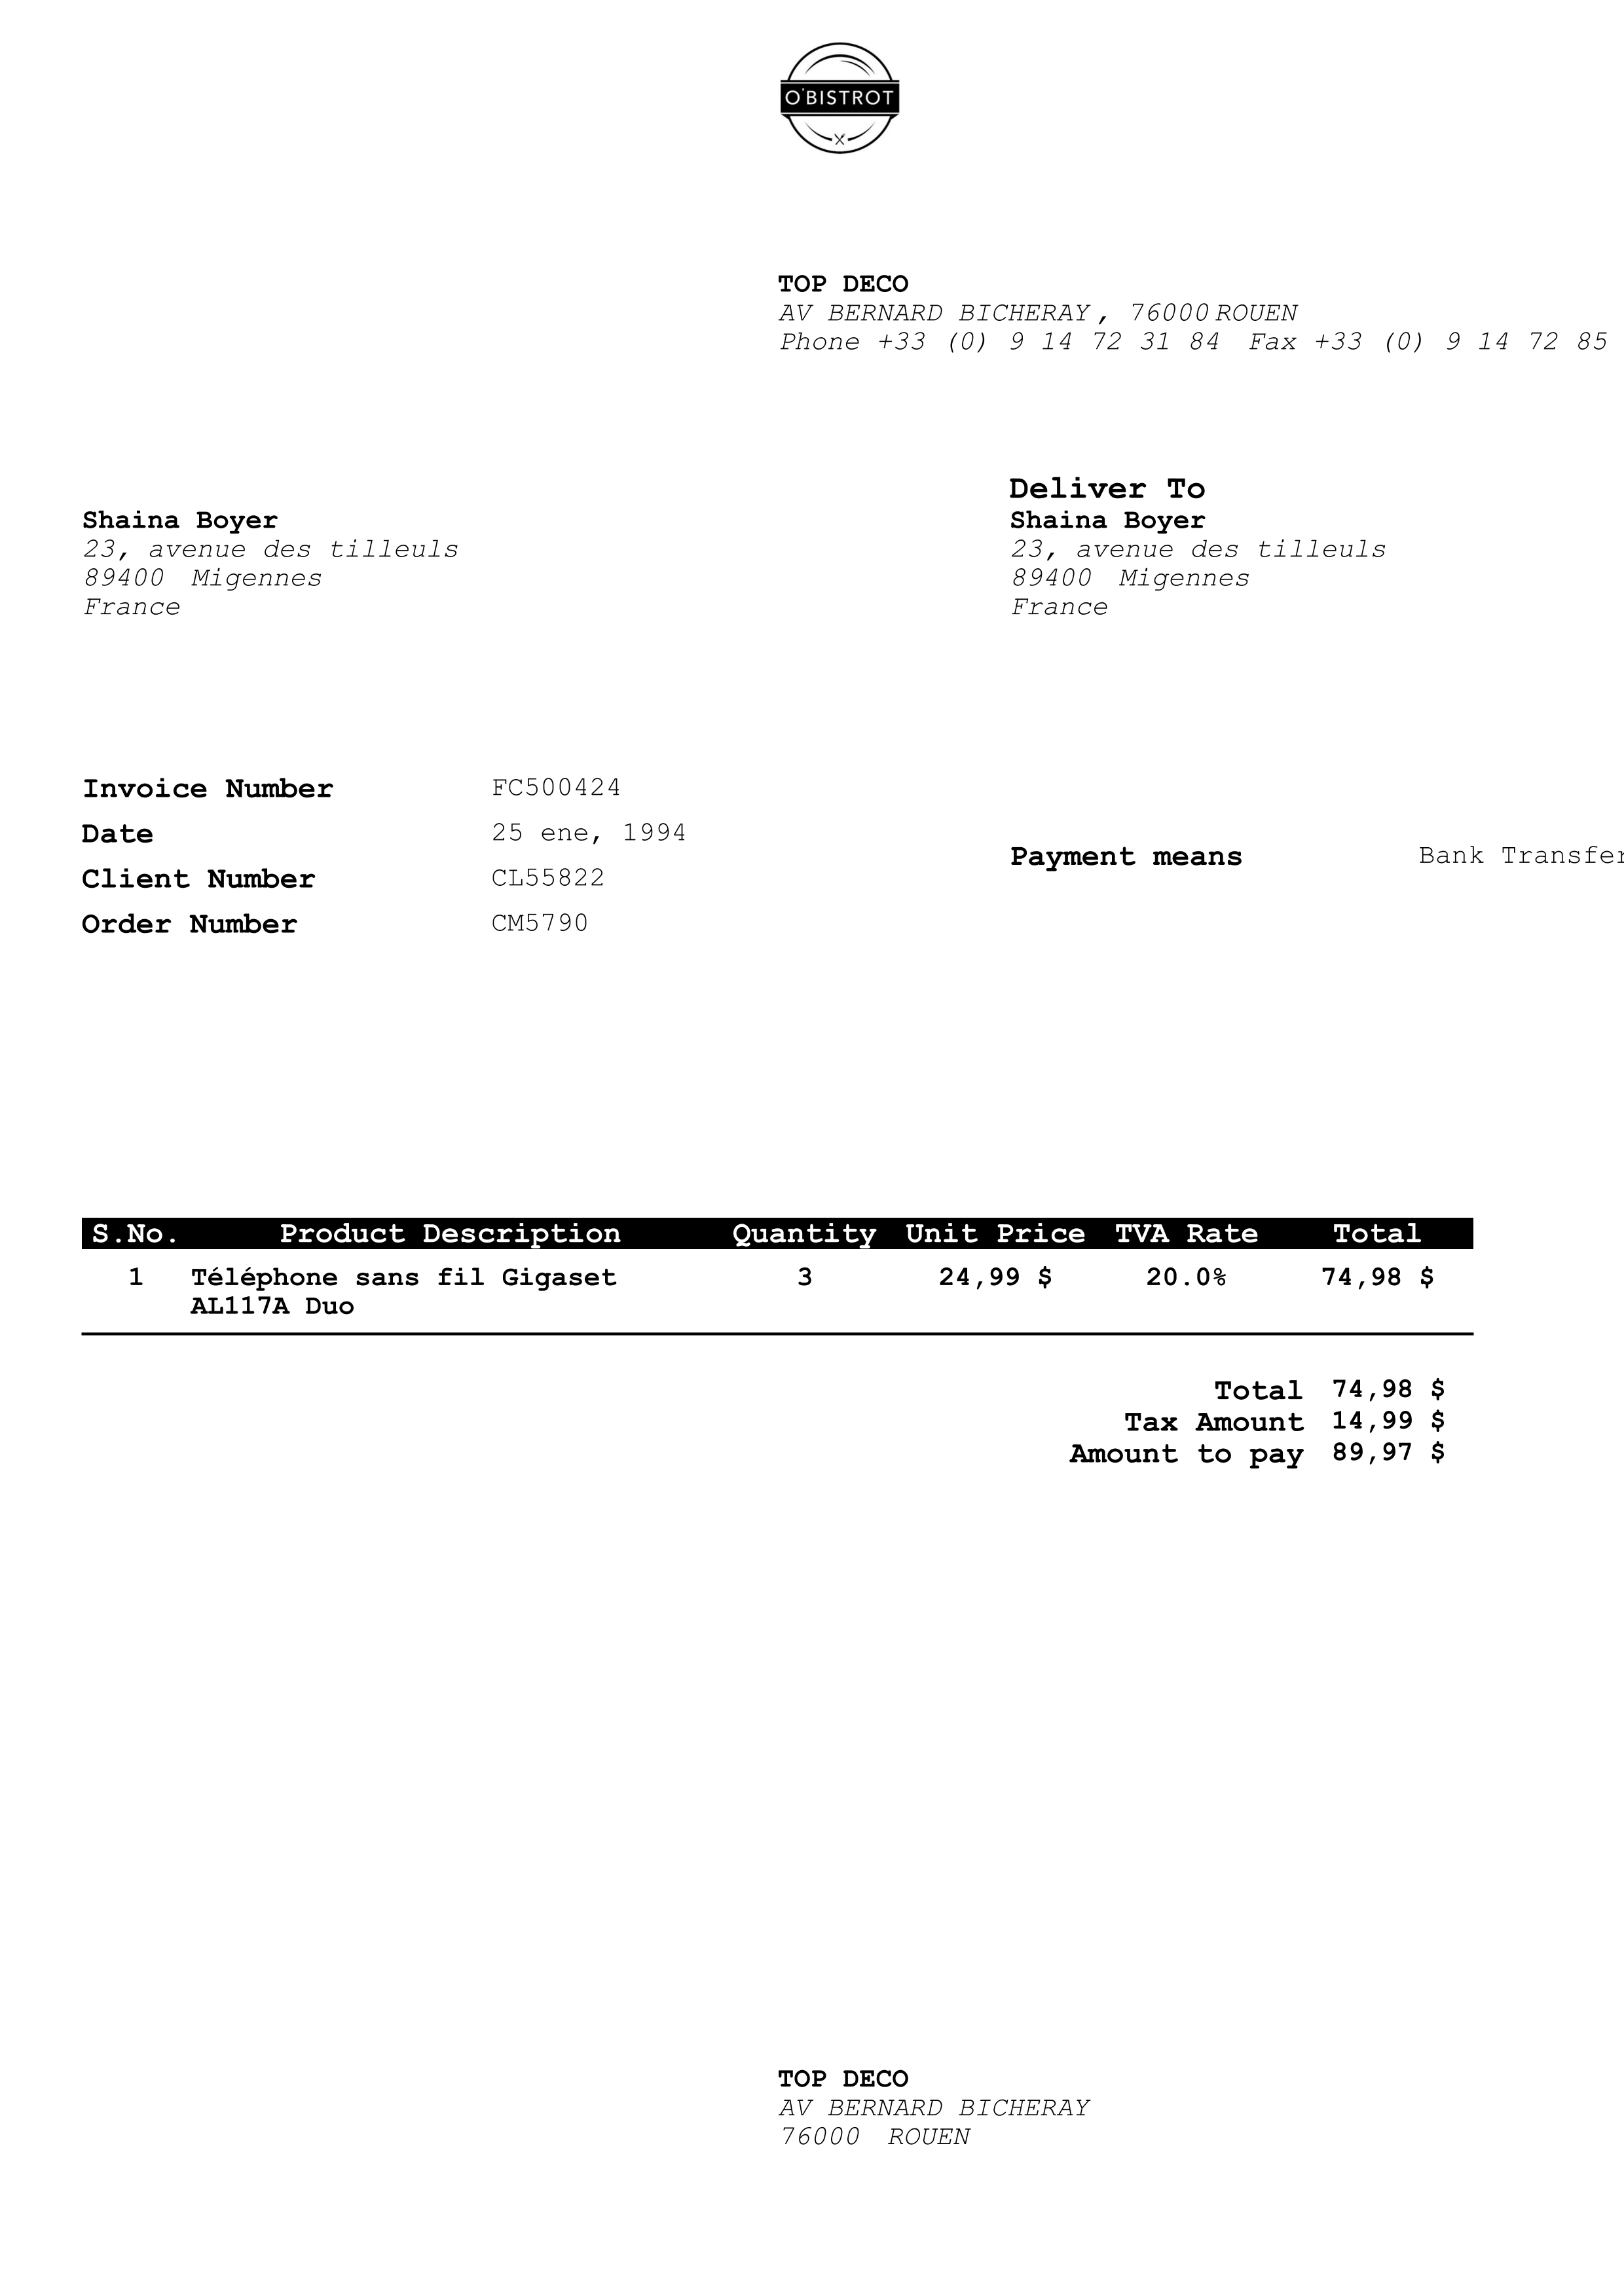 O'BISTROT
TOP DECO
AV BERNARD BICHERAY, 76000 ROUEN
Phone +33 (0) 9 14 72 31 84 Fax +33 (0) 9 14 72 85
Shaina Boyer
23, avenue des tilleuls
89400 Migennes
France
Deliver To
Shaina Boyer
23, avenue des tilleuls
89400 Migennes
France
Invoice Number FC500424
Date 25 ene, 1994
Client Number CL55822
Order Number CM5790
Payment means Bank Transfer
S.No. Product Description Quantity Unit Price TVA Rate Total
1 Téléphone sans fil Gigaset 3 24,99 $ 20.0% 74,98 $
AL117A Duo
Total 74,98 $
Tax Amount 14,99 $
Amount to pay 89,97 $
TOP DECO
AV BERNARD BICHERAY
76000 ROUEN